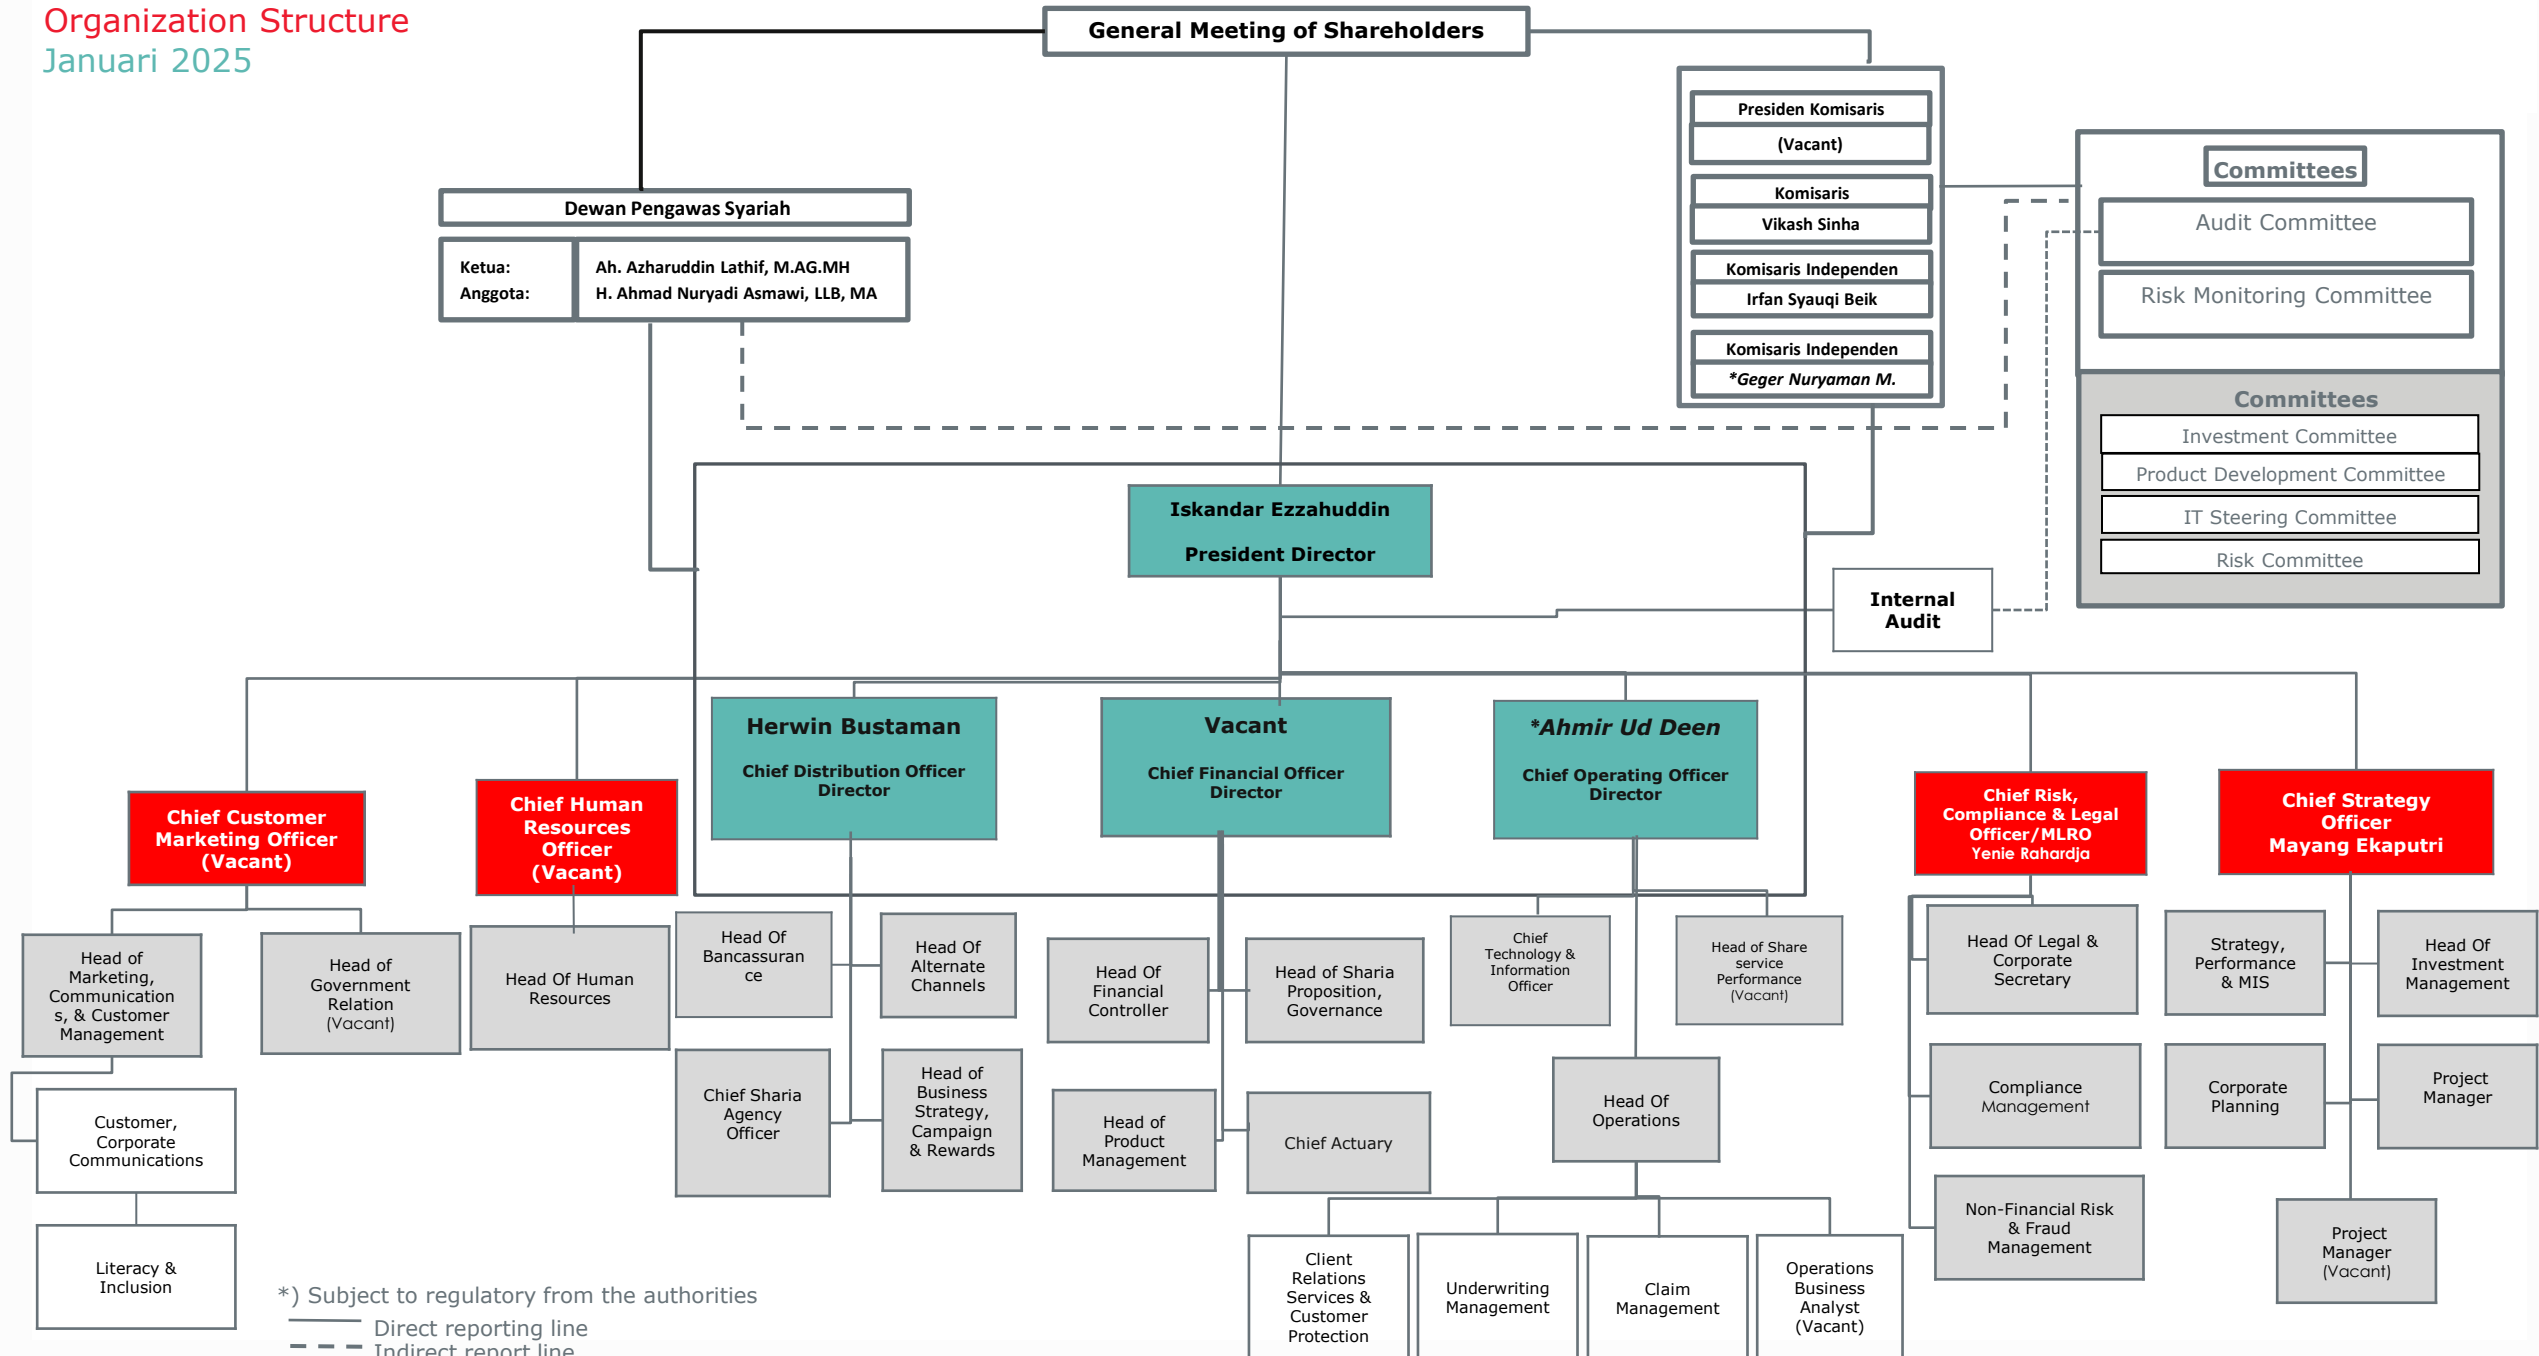 Organization Structure
Januari 2025
General Meeting of Shareholders
Presiden Komisaris
(Vacant)
Komisaris
Vikash Sinha
Komisaris Independen
Irfan Syauqi Beik
Komisaris Independen
*Geger Nuryaman M.
Committees
Audit Committee
Risk Monitoring Committee
Committees
Investment Committee
Product Development Committee
IT Steering Committee
Risk Committee
Dewan Pengawas Syariah
Ketua: Ah. Azharuddin Lathif, M.AG.MH
Anggota: H. Ahmad Nuryadi Asmawi, LLB, MA
Iskandar Ezzahuddin
President Director
Internal
Audit
Chief Customer
Marketing Officer
(Vacant)
Chief Human
Resources
Officer
(Vacant)
Herwin Bustaman
Chief Distribution Officer
Director
Vacant
Chief Financial Officer
Director
*Ahmir Ud Deen
Chief Operating Officer
Director
Chief Risk,
Compliance & Legal
Officer/MLRO
Yenie Rahardja
Chief Strategy
Officer
Mayang Ekaputri
Head of
Marketing,
Communication
s, & Customer
Management
Head of
Government
Relation
(Vacant)
Head Of Human
Resources
Head Of
Bancassuran
ce
Head Of
Alternate
Channels
Head Of
Financial
Controller
Head of Sharia
Proposition,
Governance
Chief
Technology &
Information
Officer
Head of Share
service
Performance
(Vacant)
Head Of Legal &
Corporate
Secretary
Strategy,
Performance
& MIS
Head Of
Investment
Management
Customer,
Corporate
Communications
Chief Sharia
Agency
Officer
Head of
Business
Strategy,
Campaign
& Rewards
Head of
Product
Management
Chief Actuary
Head Of
Operations
Compliance
Management
Corporate
Planning
Project
Manager
Literacy &
Inclusion
Client
Relations
Services &
Customer
Protection
Underwriting
Management
Claim
Management
Operations
Business
Analyst
(Vacant)
Non-Financial Risk
& Fraud
Management
Project
Manager
(Vacant)
*) Subject to regulatory from the authorities
Direct reporting line
Indirect report line